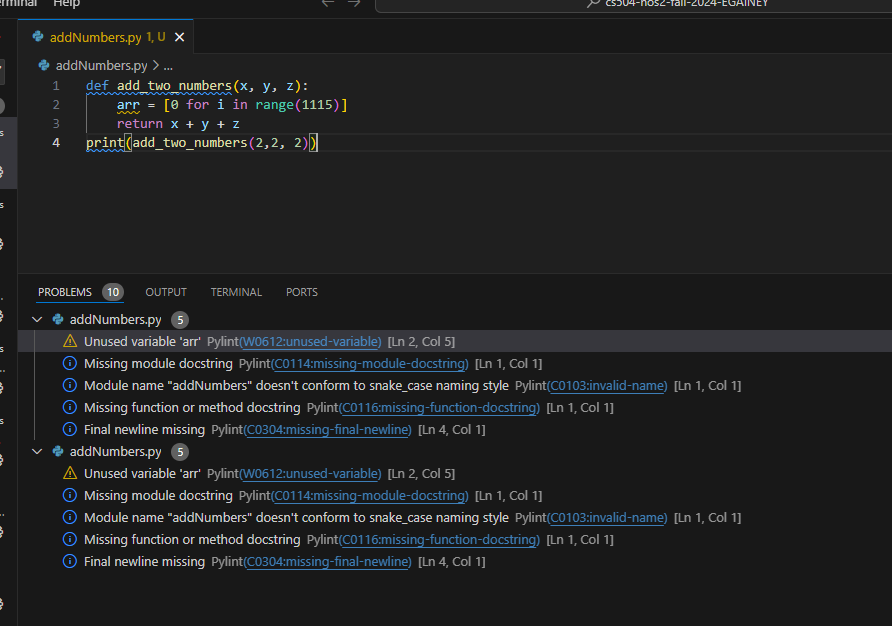 Help
cs504-hos2-fall-2024-EGAINEY
addNumbers.py 1, U
addNumbers.py > ...
1 def add_two_numbers(x, y, z):
2 arr = [0 for i in range(1115)]
3 return x + y + z
4 print(add_two_numbers(2,2, 2))
PROBLEMS 10 OUTPUT TERMINAL PORTS
addNumbers.py 5
Unused variable 'arr' Pylint(W0612:unused-variable) [Ln 2, Col 5]
Missing module docstring Pylint(C0114:missing-module-docstring) [Ln 1, Col 1]
Module name "addNumbers" doesn't conform to snake_case naming style Pylint(C0103:invalid-name) [Ln 1, Col 1]
Missing function or method docstring Pylint(C0116:missing-function-docstring) [Ln 1, Col 1]
Final newline missing Pylint(C0304:missing-final-newline) [Ln 4, Col 1]
addNumbers.py 5
Unused variable 'arr' Pylint(W0612:unused-variable) [Ln 2, Col 5]
Missing module docstring Pylint(C0114:missing-module-docstring) [Ln 1, Col 1]
Module name "addNumbers" doesn't conform to snake_case naming style Pylint(C0103:invalid-name) [Ln 1, Col 1]
Missing function or method docstring Pylint(C0116:missing-function-docstring) [Ln 1, Col 1]
Final newline missing Pylint(C0304:missing-final-newline) [Ln 4, Col 1]